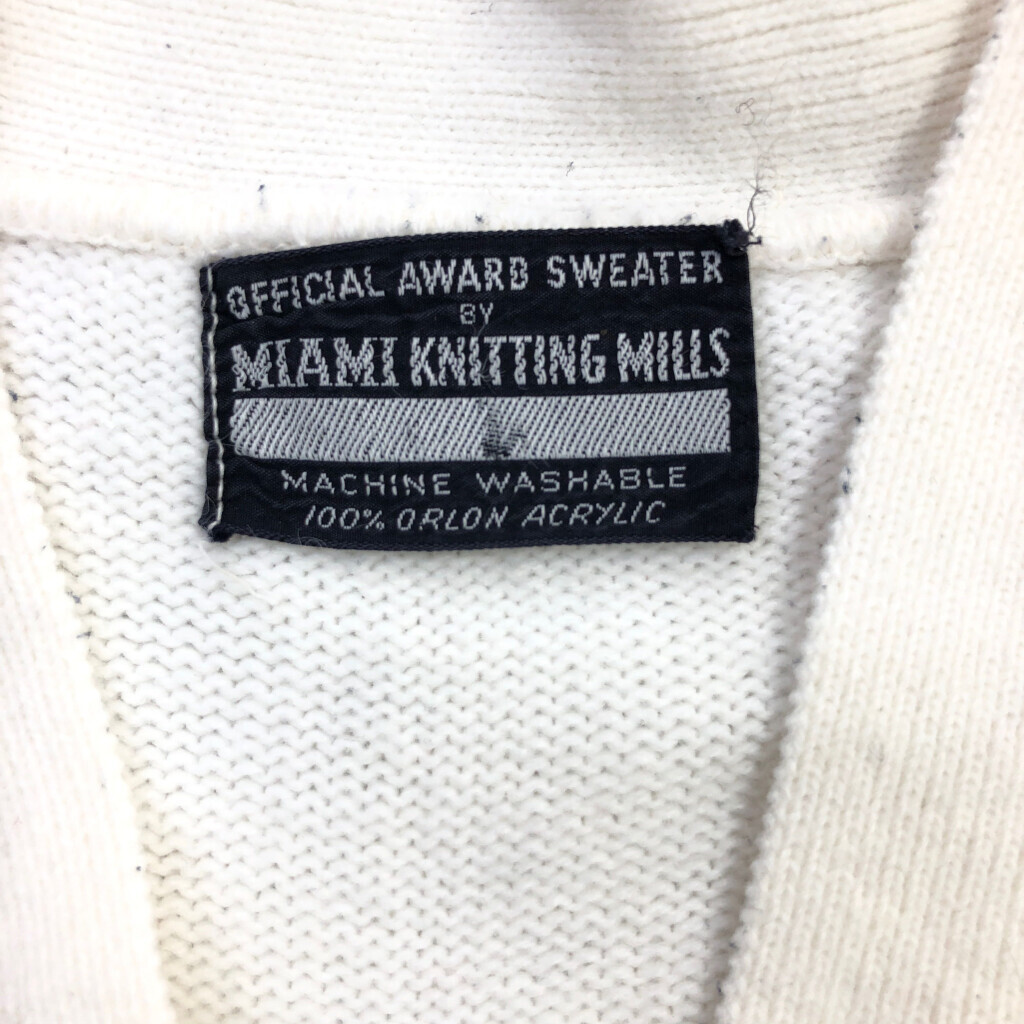 OFFICIAL AWARD SWEATER
BY
MIAMI KNITTING MILLS
MACHINE WASHABLE
100% ORLON ACRYLIC